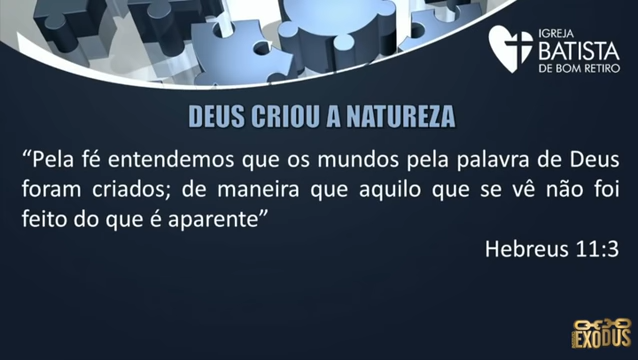 IGREJA
BATISTA
DE BOM RETIRO
DEUS CRIOU A NATUREZA
“Pela fé entendemos que os mundos pela palavra de Deus
foram criados; de maneira que aquilo que se vê não foi
feito do que é aparente”
Hebreus 11:3
EXODUS